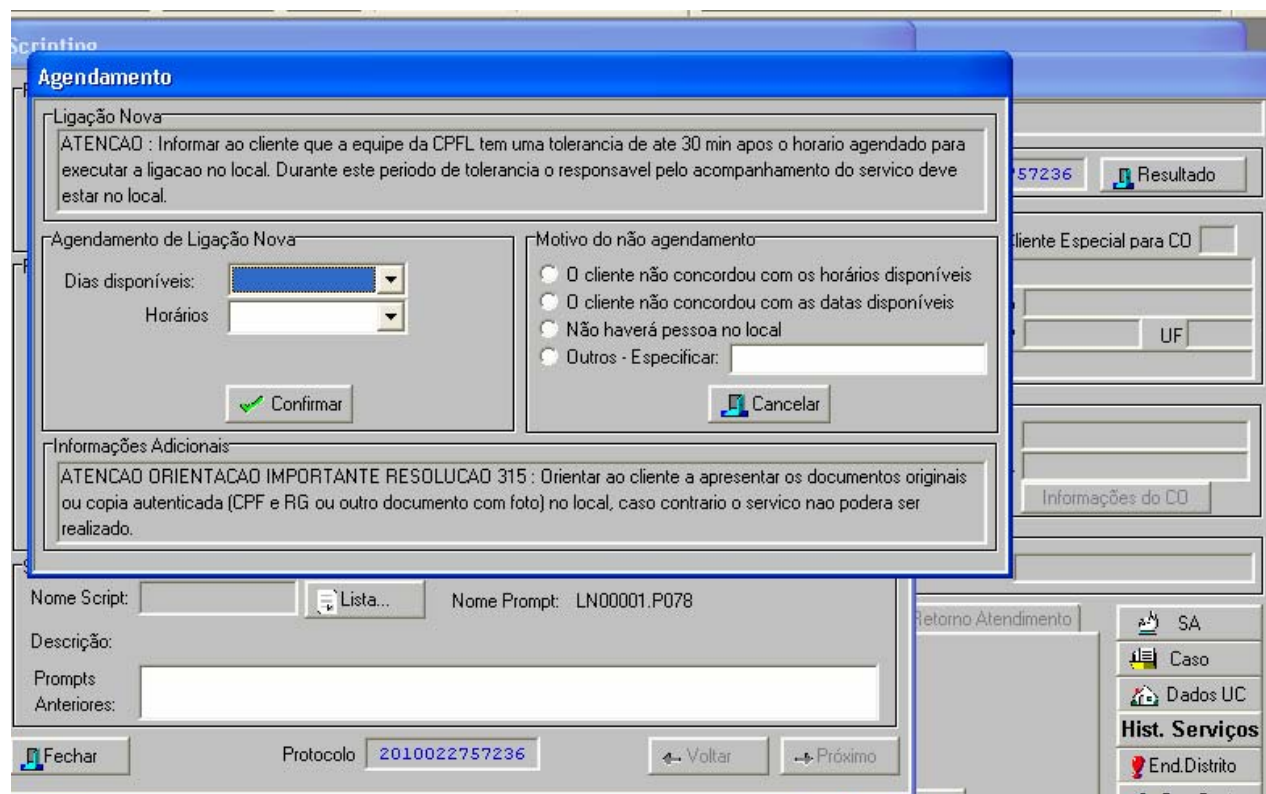 Scripting
Agendamento
Ligação Nova
ATENCAO : Informar ao cliente que a equipe da CPFL tem uma tolerancia de ate 30 min apos o horario agendado para
executar a ligacao no local. Durante este periodo de tolerancia o responsavel pelo acompanhamento do servico deve
estar no local.
57236
Resultado
Agendamento de Ligação Nova
Dias disponíveis:
Horários
Confirmar
Motivo do não agendamento
O cliente não concordou com os horários disponíveis
O cliente não concordou com as datas disponíveis
Não haverá pessoa no local
Outros - Especificar:
Cancelar
liente Especial para CO
UF
Informações Adicionais
ATENCAO ORIENTACAO IMPORTANTE RESOLUCAO 315 : Orientar ao cliente a apresentar os documentos originais
ou copia autenticada (CPF e RG ou outro documento com foto) no local, caso contrario o servico nao podera ser
realizado.
Informações do CO
Nome Script:
Lista...
Nome Prompt: LN00001.P078
Descrição:
Prompts
Anteriores:
Retorno Atendimento
SA
Caso
Dados UC
Hist. Serviços
End.Distrito
Fechar
Protocolo 2010022757236
Voltar
Próximo